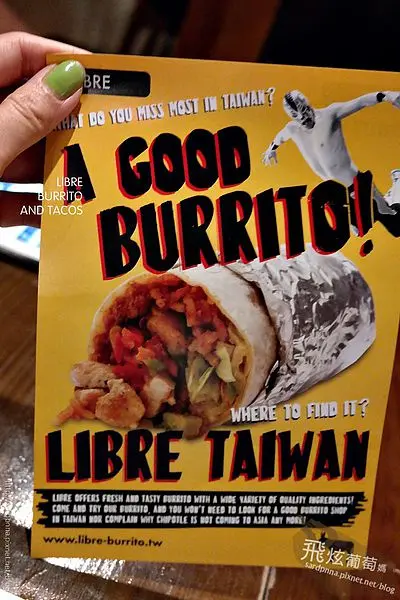 LIBRE
WHAT DO YOU MISS MOST IN TAIWAN?
A GOOD
BURRITO!
LIBRE
BURRITO
AND TACOS
WHERE TO FIND IT?
LIBRE TAIWAN
LIBRE OFFERS FRESH AND TASTY BURRITO WITH A WIDE VARIETY OF QUALITY INGREDIENTS!
COME AND TRY OUR BURRITO, AND YOU WON'T NEED TO LOOK FOR A GOOD BURRITO SHOP
IN TAIWAN NOR COMPLAIN WHY CHIPOTLE IS NOT COMING TO ASIA ANY MORE!
www.libre-burrito.tw
飛炫葡萄媽
sardpnna.pixnet.net/blog